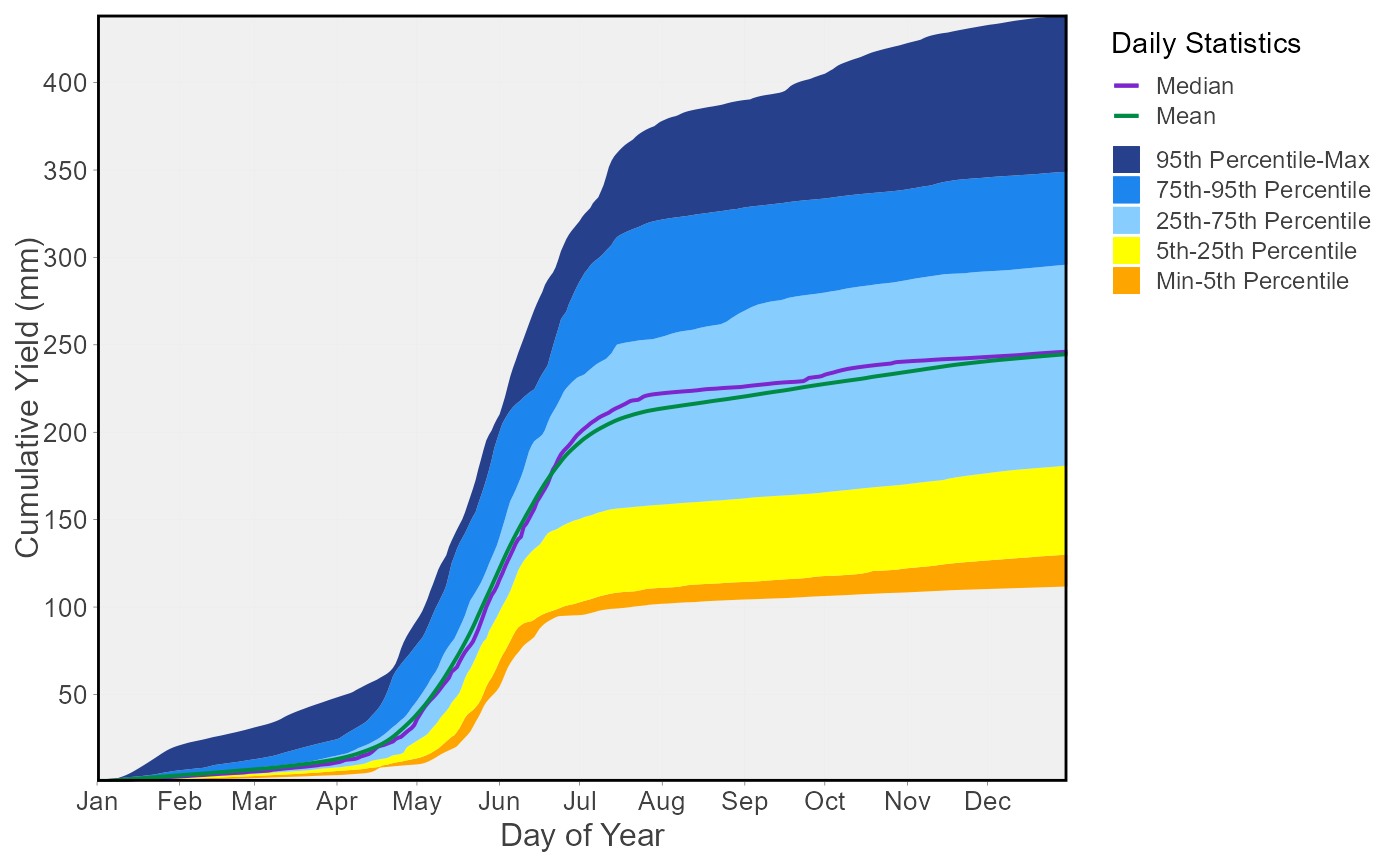 Cumulative Yield (mm)
400
350
300
250
200
150
100
50
Jan Feb Mar Apr May Jun Jul Aug Sep Oct Nov Dec
Day of Year
Daily Statistics
Median
Mean
95th Percentile-Max
75th-95th Percentile
25th-75th Percentile
5th-25th Percentile
Min-5th Percentile